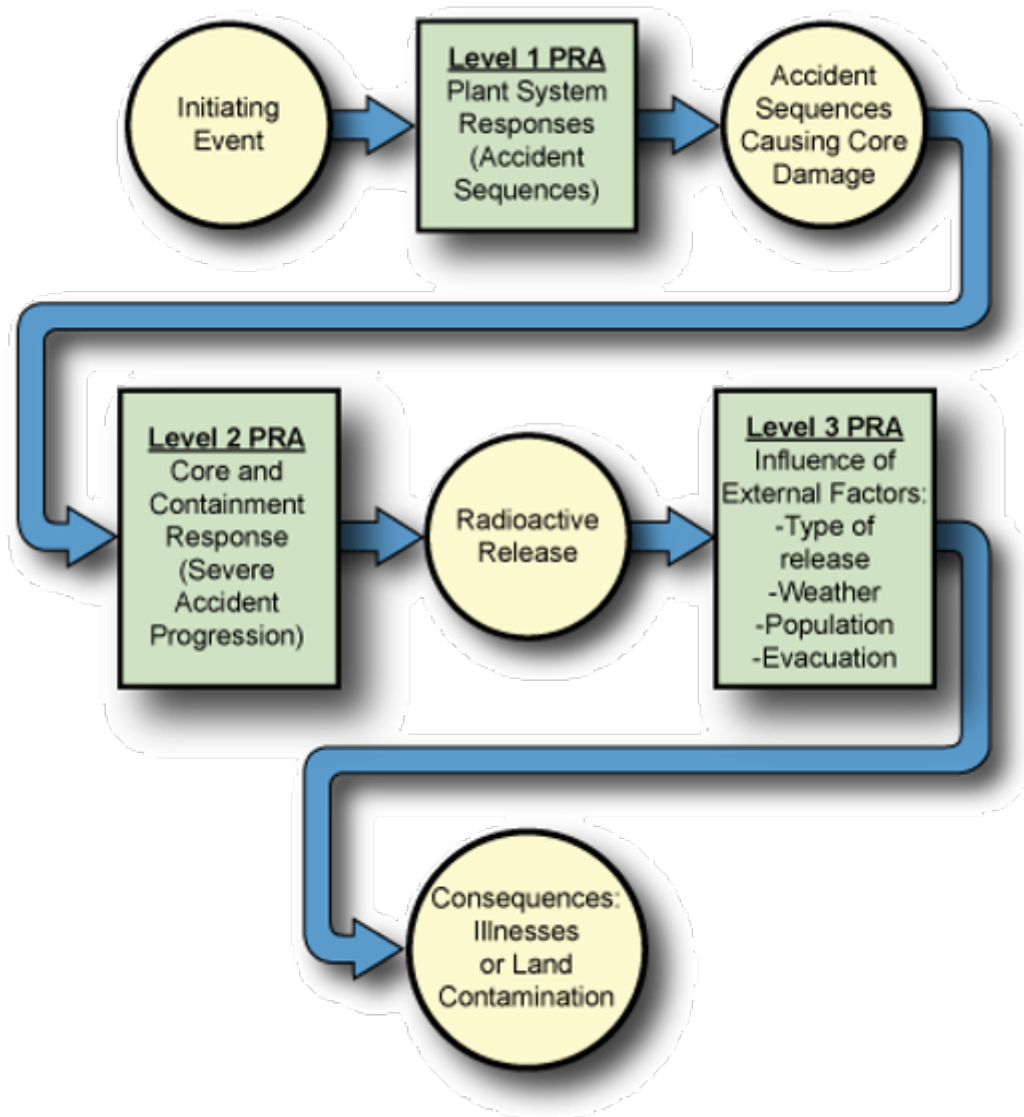 Initiating
Event
Level 1 PRA
Plant System
Responses
(Accident
Sequences)
Accident
Sequences
Causing Core
Damage
Level 2 PRA
Core and
Containment
Response
(Severe
Accident
Progression)
Radioactive
Release
Level 3 PRA
Influence of
External Factors:
-Type of
release
-Weather
-Population
-Evacuation
Consequences:
Illnesses
or Land
Contamination